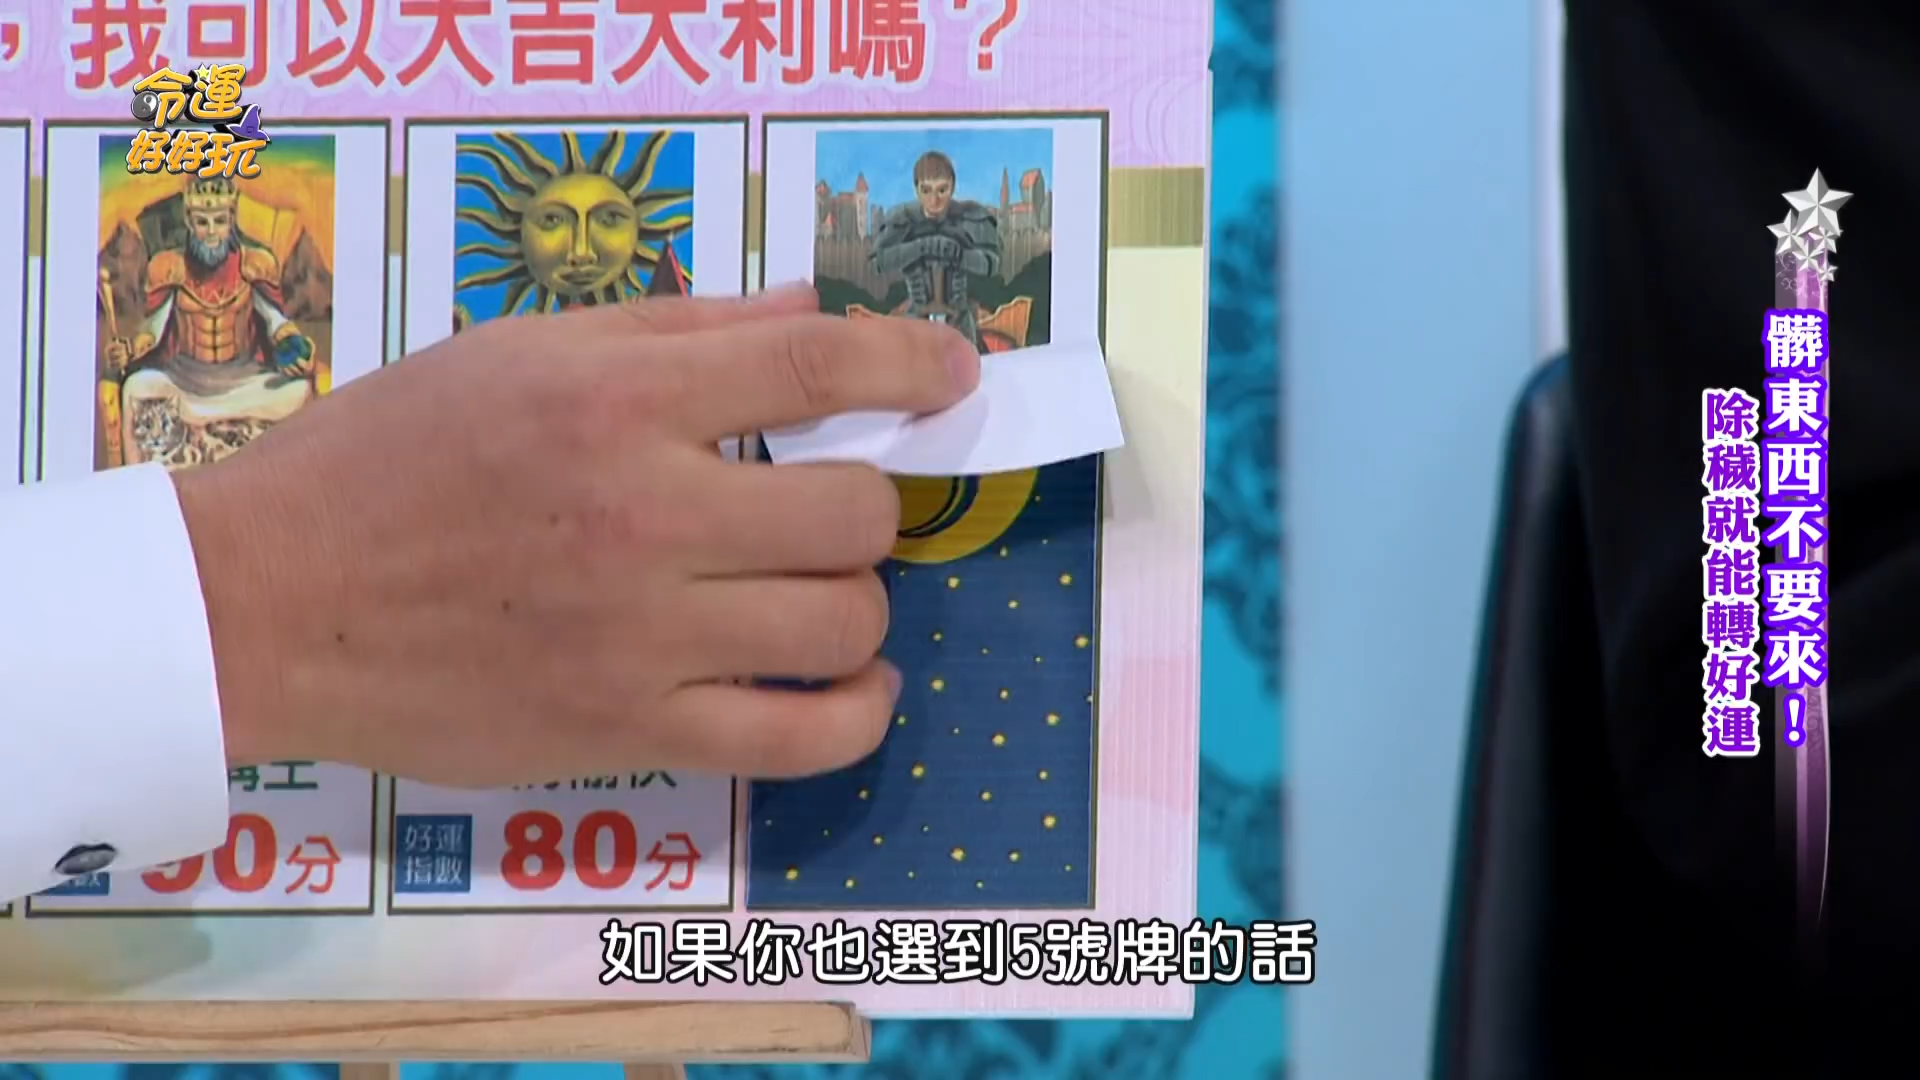 ，我可以大吉大利嗎？
命運
好好玩
髒東西不要來！
除穢就能轉好運
90分
好運
指數
80分
如果你也選到5號牌的話